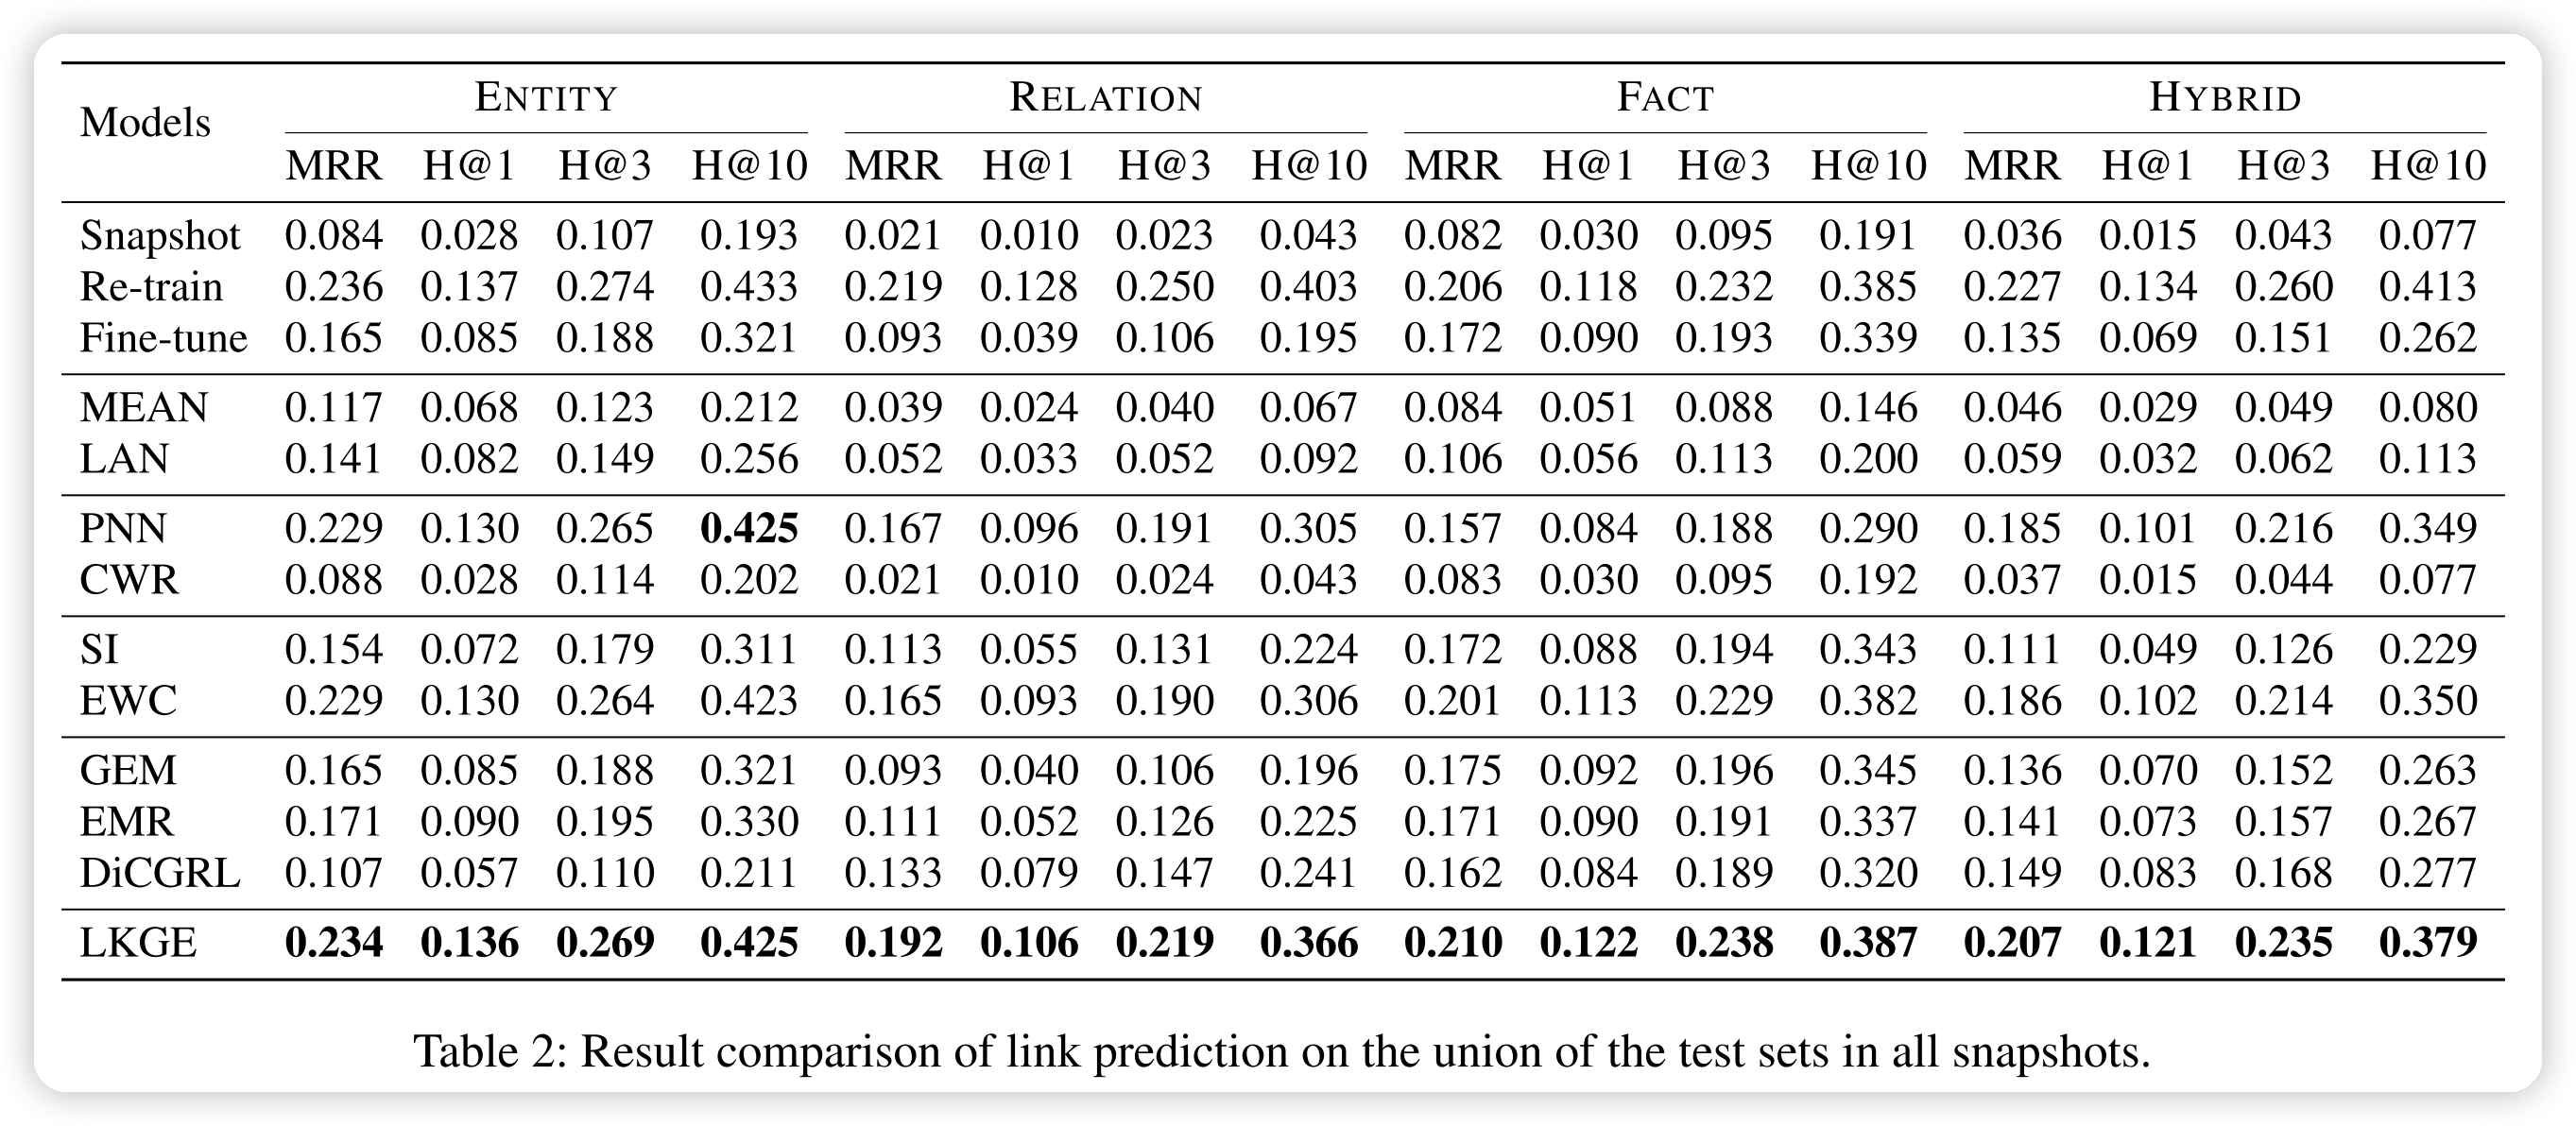 Models ENTITY RELATION FACT HYBRID
MRR H@1 H@3 H@10 MRR H@1 H@3 H@10 MRR H@1 H@3 H@10 MRR H@1 H@3 H@10
Snapshot 0.084 0.028 0.107 0.193 0.021 0.010 0.023 0.043 0.082 0.030 0.095 0.191 0.036 0.015 0.043 0.077
Re-train 0.236 0.137 0.274 0.433 0.219 0.128 0.250 0.403 0.206 0.118 0.232 0.385 0.227 0.134 0.260 0.413
Fine-tune 0.165 0.085 0.188 0.321 0.093 0.039 0.106 0.195 0.172 0.090 0.193 0.339 0.135 0.069 0.151 0.262
MEAN 0.117 0.068 0.123 0.212 0.039 0.024 0.040 0.067 0.084 0.051 0.088 0.146 0.046 0.029 0.049 0.080
LAN 0.141 0.082 0.149 0.256 0.052 0.033 0.052 0.092 0.106 0.056 0.113 0.200 0.059 0.032 0.062 0.113
PNN 0.229 0.130 0.265 0.425 0.167 0.096 0.191 0.305 0.157 0.084 0.188 0.290 0.185 0.101 0.216 0.349
CWR 0.088 0.028 0.114 0.202 0.021 0.010 0.024 0.043 0.083 0.030 0.095 0.192 0.037 0.015 0.044 0.077
SI 0.154 0.072 0.179 0.311 0.113 0.055 0.131 0.224 0.172 0.088 0.194 0.343 0.111 0.049 0.126 0.229
EWC 0.229 0.130 0.264 0.423 0.165 0.093 0.190 0.306 0.201 0.113 0.229 0.382 0.186 0.102 0.214 0.350
GEM 0.165 0.085 0.188 0.321 0.093 0.040 0.106 0.196 0.175 0.092 0.196 0.345 0.136 0.070 0.152 0.263
EMR 0.171 0.090 0.195 0.330 0.111 0.052 0.126 0.225 0.171 0.090 0.191 0.337 0.141 0.073 0.157 0.267
DiCGRL 0.107 0.057 0.110 0.211 0.133 0.079 0.147 0.241 0.162 0.084 0.189 0.320 0.149 0.083 0.168 0.277
LKGE 0.234 0.136 0.269 0.425 0.192 0.106 0.219 0.366 0.210 0.122 0.238 0.387 0.207 0.121 0.235 0.379
Table 2: Result comparison of link prediction on the union of the test sets in all snapshots.